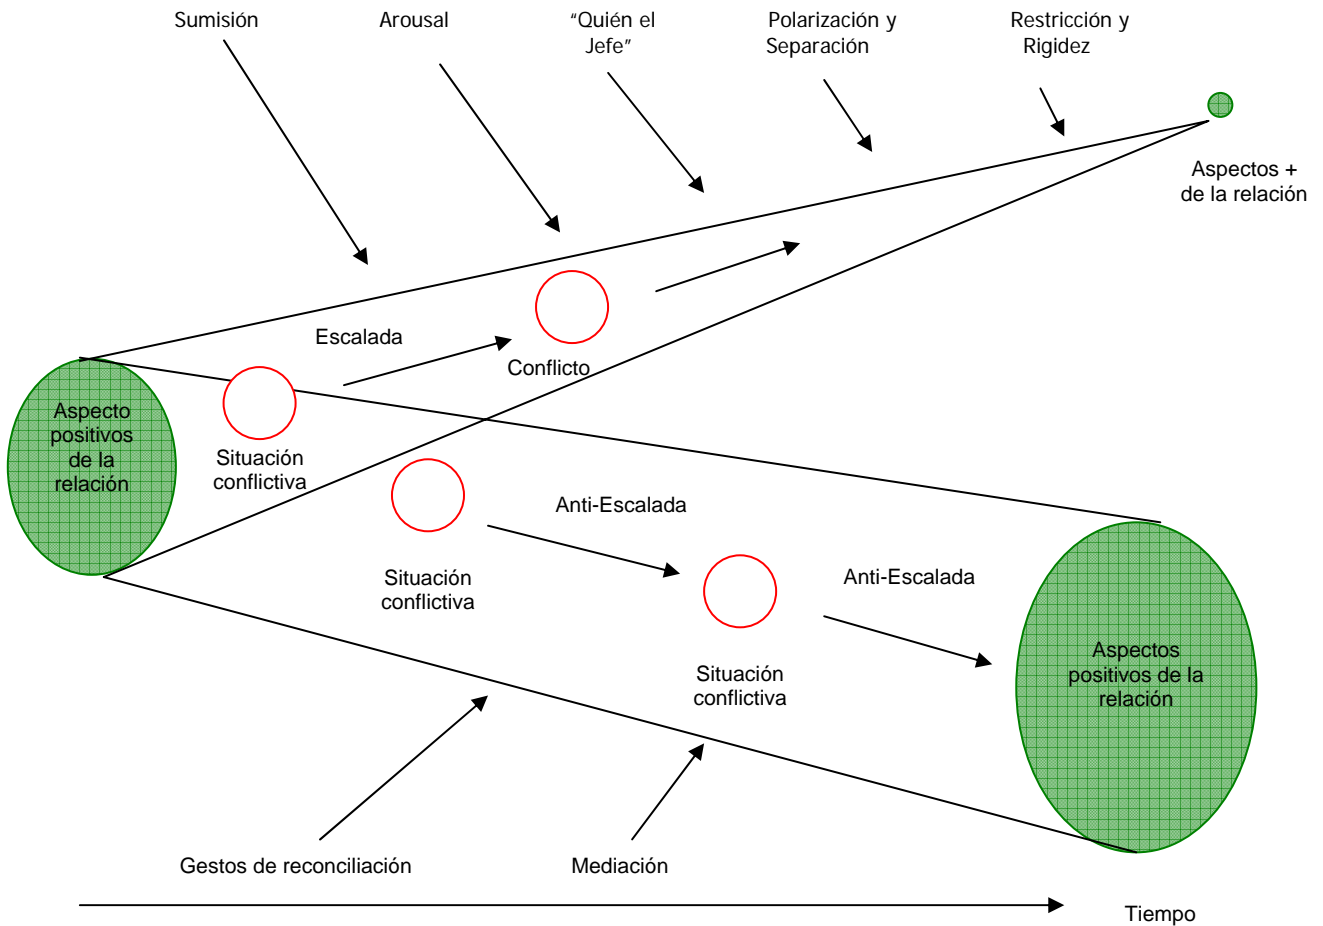 Sumisión
Arousal
"Quién el
Jefe"
Polarización y
Separación
Restricción y
Rigidez
Aspectos +
de la relación
Escalada
Conflicto
Aspecto
positivos
de la
relación
Situación
conflictiva
Anti-Escalada
Situación
conflictiva
Anti-Escalada
Situación
conflictiva
Aspectos
positivos de la
relación
Gestos de reconciliación
Mediación
Tiempo